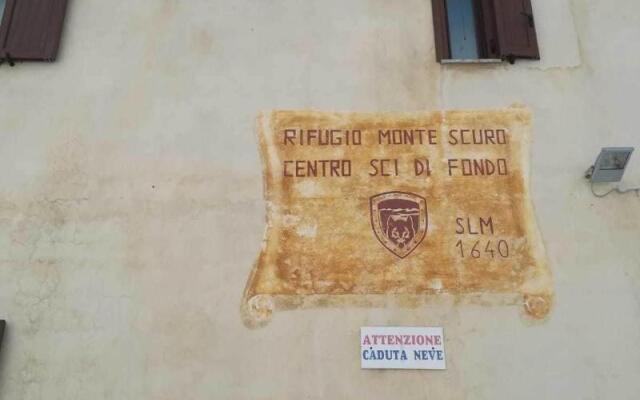 RIFUGIO MONTE SCURO
CENTRO SCI DI FONDO
SLM
1640
ATTENZIONE
CADUTA NEVE